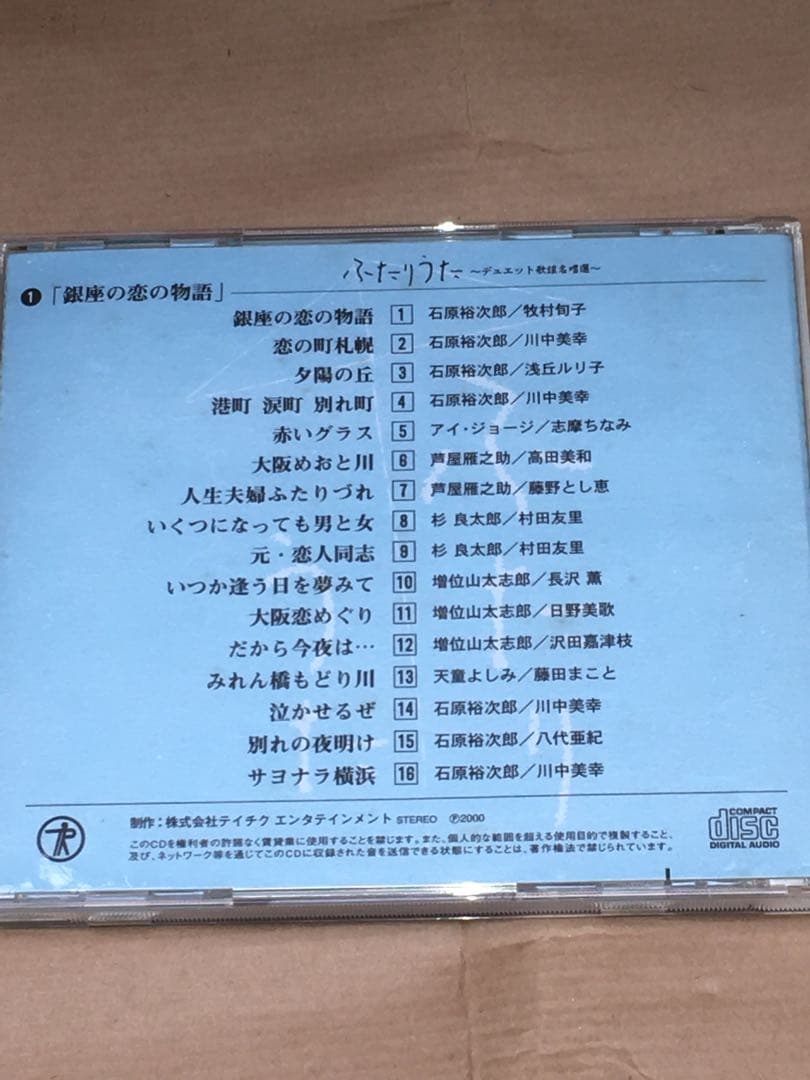 ふたりうた ～デュエット歌謡名唱選～
❶「銀座の恋の物語」
銀座の恋の物語 1 石原裕次郎／牧村旬子
恋の町札幌 2 石原裕次郎／川中美幸
夕陽の丘 3 石原裕次郎／浅丘ルリ子
港町 涙町 別れ町 4 石原裕次郎／川中美幸
赤いグラス 5 アイ・ジョージ／志摩ちなみ
大阪めおと川 6 芦屋雁之助／高田美和
人生夫婦ふたりづれ 7 芦屋雁之助／藤野とし恵
いくつになっても男と女 8 杉 良太郎／村田友里
元・恋人同志 9 杉 良太郎／村田友里
いつか逢う日を夢みて 10 増位山太志郎／長沢 薫
大阪恋めぐり 11 増位山太志郎／日野美歌
だから今夜は… 12 増位山太志郎／沢田嘉津枝
みれん橋もどり川 13 天童よしみ／藤田まこと
泣かせるぜ 14 石原裕次郎／川中美幸
別れの夜明け 15 石原裕次郎／八代亜紀
サヨナラ横浜 16 石原裕次郎／川中美幸
制作：株式会社テイチク エンタテインメント STEREO Ⓟ2000
このCDを権利者の許諾なく賃貸業に使用することを禁じます。また、個人的な範囲を超える使用目的で複製すること、
及び、ネットワーク等を通じてこのCDに収録された音を送信できる状態にすることは、著作権法で禁じられています。
COMPACT
disc
DIGITAL AUDIO